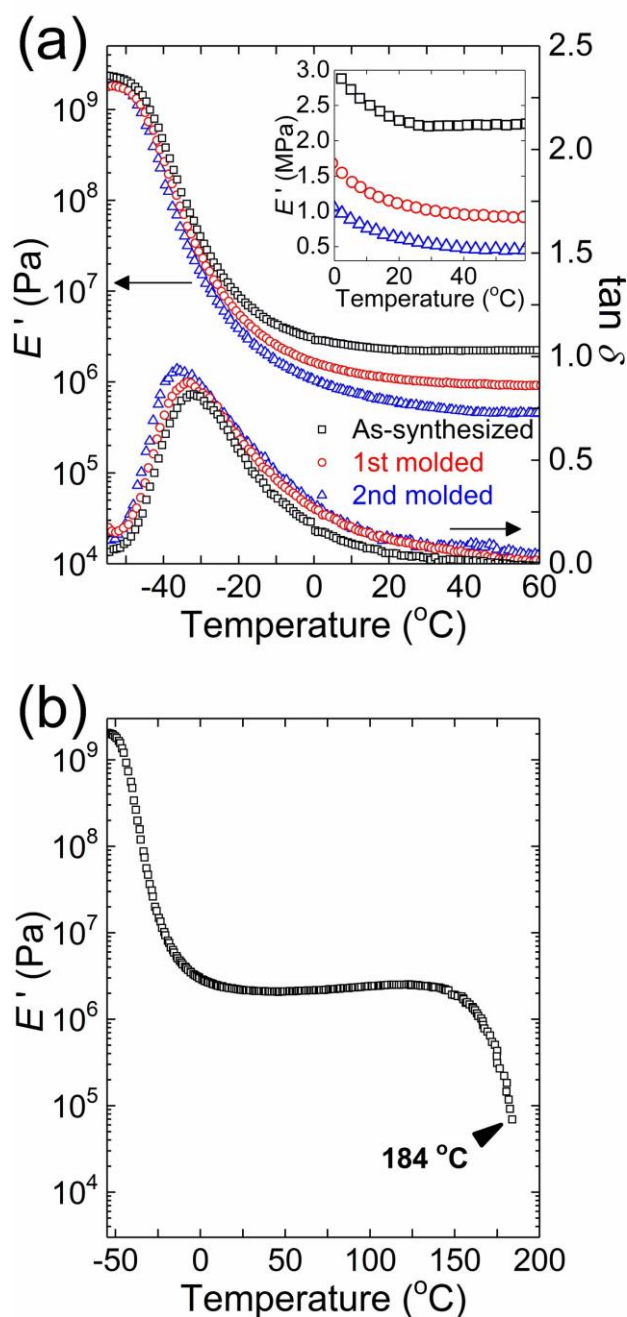 (a)
10⁹
10⁸
10⁷
10⁶
10⁵
10⁴
E' (Pa)
-40 -20 0 20 40 60
Temperature (°C)
2.5
2.0
1.5
1.0
0.5
0.0
tan δ
3.0
2.5
2.0
1.5
1.0
0.5
E' (MPa)
0 20 40
Temperature (°C)
As-synthesized
1st molded
2nd molded
(b)
10⁹
10⁸
10⁷
10⁶
10⁵
10⁴
E' (Pa)
184 °C
-50 0 50 100 150 200
Temperature (°C)